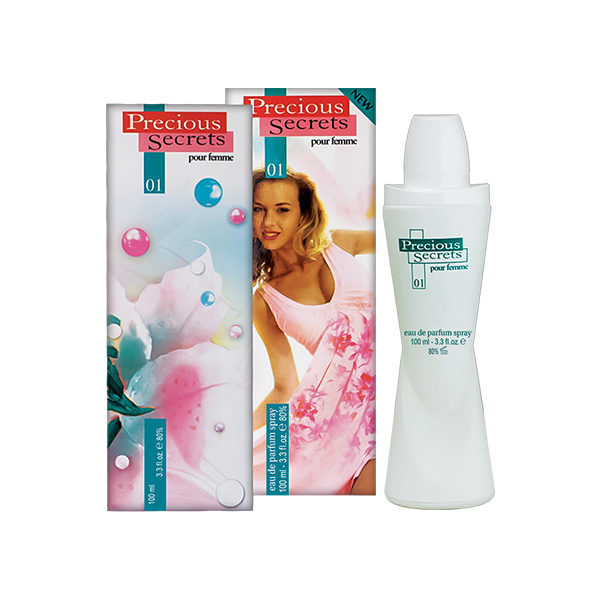 Precious
Secrets
pour femme
01
100 ml 3.3 fl.oz. ℮ 80%
NEW
Precious
Secrets
pour femme
01
eau de parfum spray
100 ml - 3.3 fl.oz. ℮ 80%
Precious
Secrets
pour femme
01
eau de parfum spray
100 ml - 3.3 fl.oz. ℮
80%